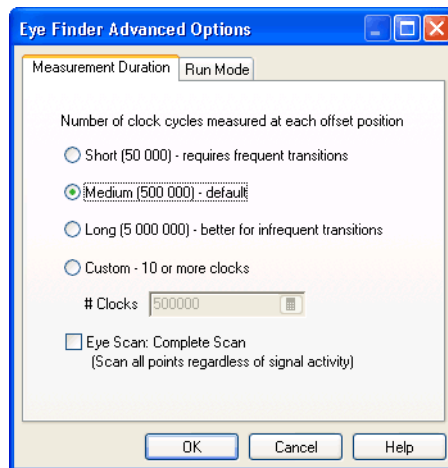 Eye Finder Advanced Options
Measurement Duration Run Mode
Number of clock cycles measured at each offset position
Short (50 000) - requires frequent transitions
Medium (500 000) - default
Long (5 000 000) - better for infrequent transitions
Custom - 10 or more clocks
# Clocks 500000
Eye Scan: Complete Scan
(Scan all points regardless of signal activity)
OK Cancel Help